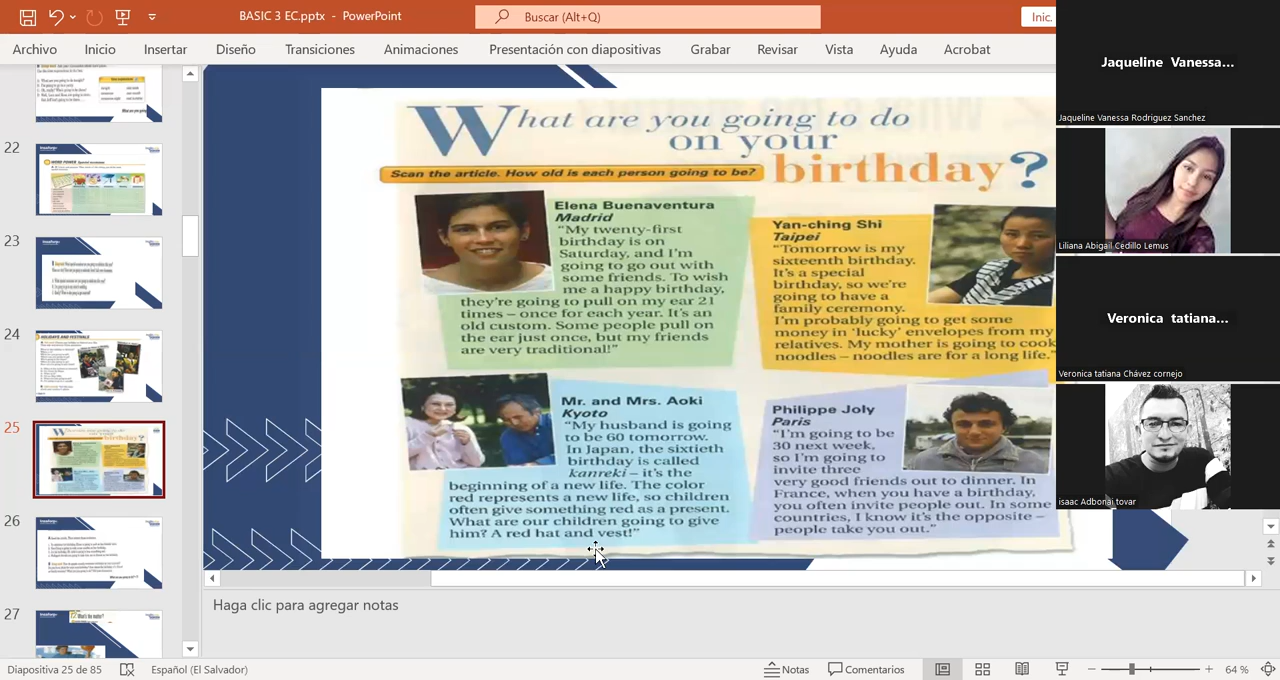 BASIC 3 EC.pptx - PowerPoint
Buscar (Alt+Q)
Inic.
Archivo Inicio Insertar Diseño Transiciones Animaciones Presentación con diapositivas Grabar Revisar Vista Ayuda Acrobat
22
23
24
HOLIDAYS AND FESTIVALS
25
26
27
What are you going to do
on your
birthday?
Scan the article. How old is each person going to be?
Elena Buenaventura
Madrid
"My twenty-first
birthday is on
Saturday, and I'm
going to go out with
some friends. To wish
me a happy birthday,
they're going to pull on my ear 21
times – once for each year. It's an
old custom. Some people pull on
the ear just once, but my friends
are very traditional!"
Yan-ching Shi
Taipei
"Tomorrow is my
sixteenth birthday.
It's a special
birthday, so we're
going to have a
family ceremony.
I'm probably going to get some
money in 'lucky' envelopes from my
relatives. My mother is going to cook
noodles – noodles are for a long life."
Mr. and Mrs. Aoki
Kyoto
"My husband is going
to be 60 tomorrow.
In Japan, the sixtieth
birthday is called
kanreki – it's the
beginning of a new life. The color
red represents a new life, so children
often give something red as a present.
What are our children going to give
him? A red hat and vest!"
Philippe Joly
Paris
"I'm going to be
30 next week,
so I'm going to
invite three
very good friends out to dinner. In
France, when you have a birthday,
you often invite people out. In some
countries, I know it's the opposite –
people take you out."
Jaqueline Vanessa...
Jaqueline Vanessa Rodriguez Sanchez
Liliana Abigail Cedillo Lemus
Veronica tatiana...
Veronica tatiana Chávez cornejo
isaac Adbonai tovar
Haga clic para agregar notas
Diapositiva 25 de 85
Español (El Salvador)
Notas
Comentarios
64 %